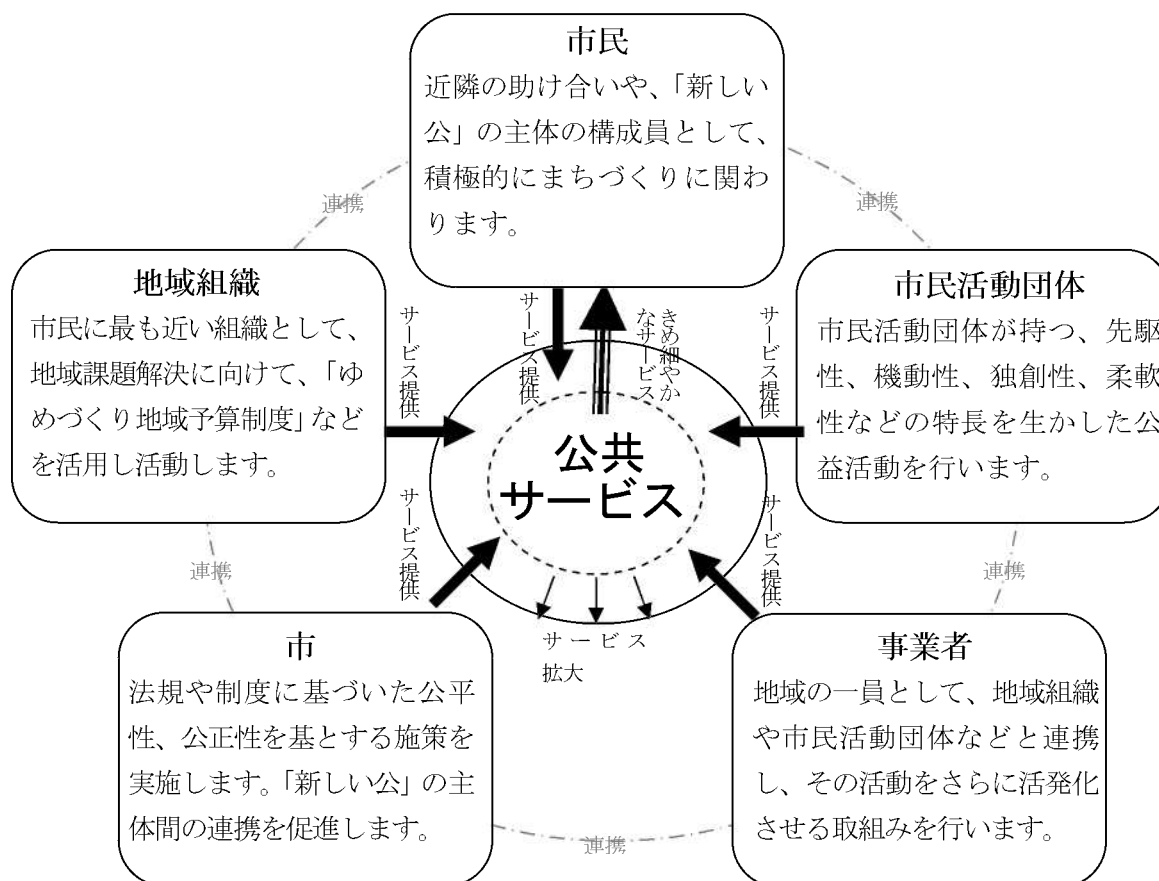 市民
近隣の助け合いや、「新しい
公」の主体の構成員として、
積極的にまちづくりに関わ
ります。
連携
連携
地域組織
市民に最も近い組織として、
地域課題解決に向けて、「ゆ
めづくり地域予算制度」など
を活用し活動します。
サービス提供
サービス提供
きめ細やか
なサービス
サービス提供
市民活動団体
市民活動団体が持つ、先駆
性、機動性、独創性、柔軟
性などの特長を生かした公
益活動を行います。
公共
サービス
サービス提供
サービス提供
連携
連携
サービス
拡大
市
法規や制度に基づいた公平
性、公正性を基とする施策を
実施します。「新しい公」の主
体間の連携を促進します。
事業者
地域の一員として、地域組織
や市民活動団体などと連携
し、その活動をさらに活発化
させる取組みを行います。
連携